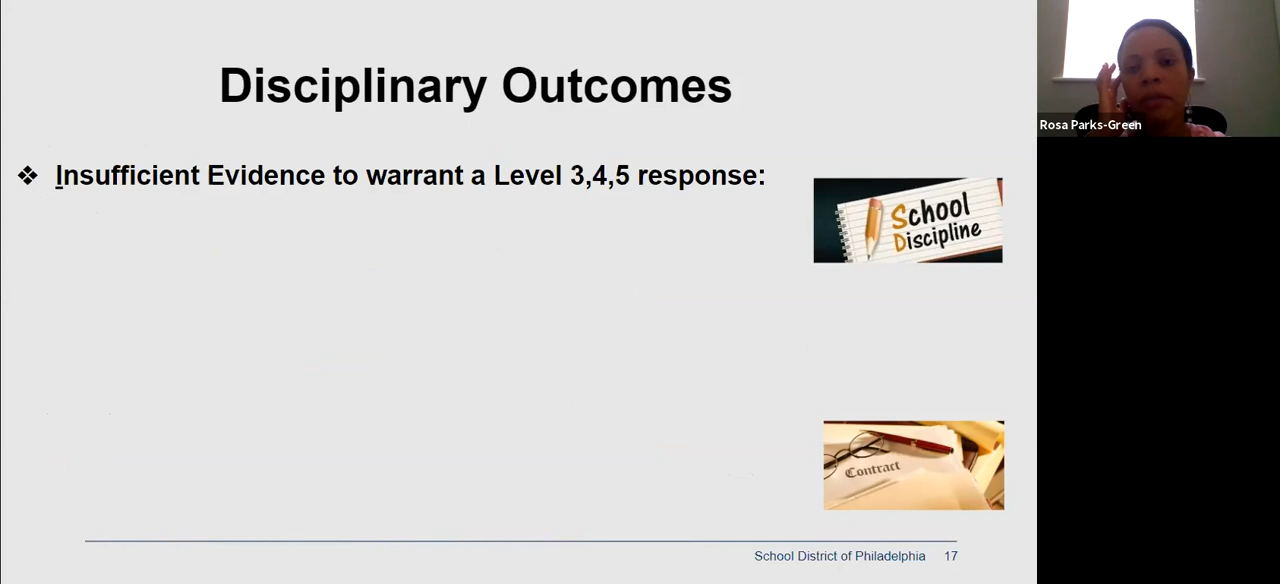 Disciplinary Outcomes
❖ Insufficient Evidence to warrant a Level 3,4,5 response:
School
Discipline
Contract
School District of Philadelphia 17
Rosa Parks-Green